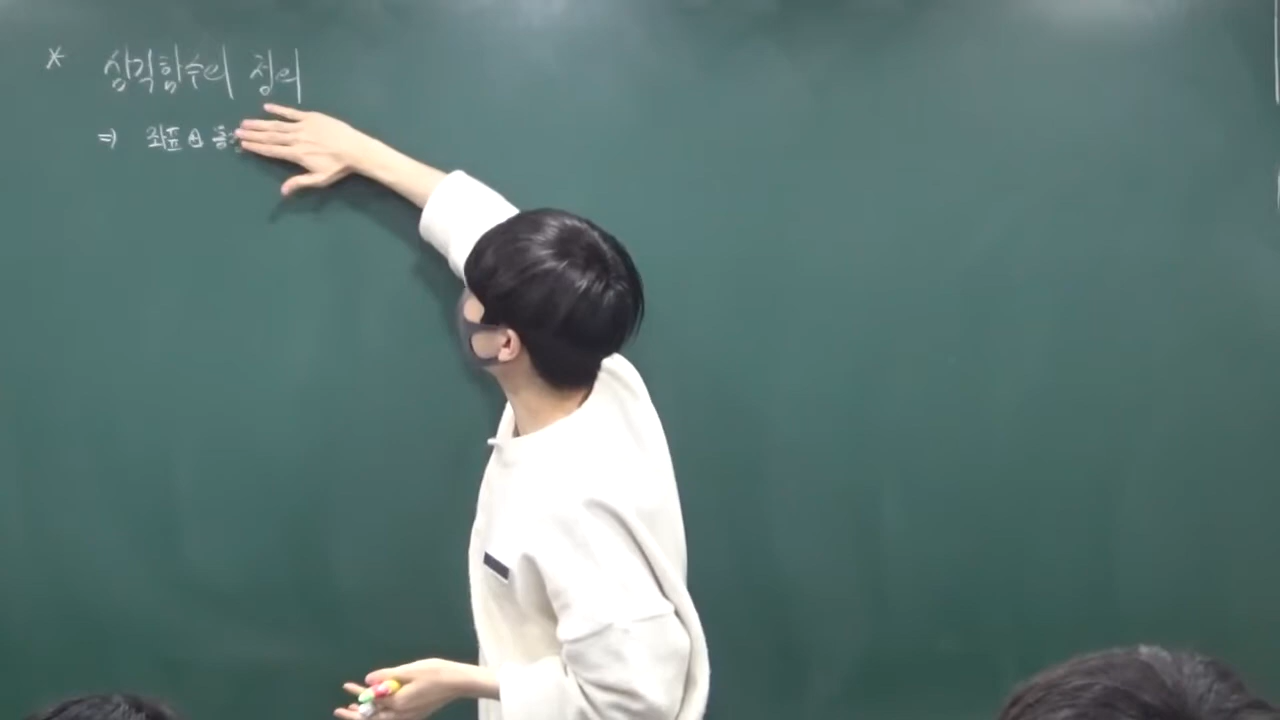 * 삼각함수의 정의
⇒ 좌표